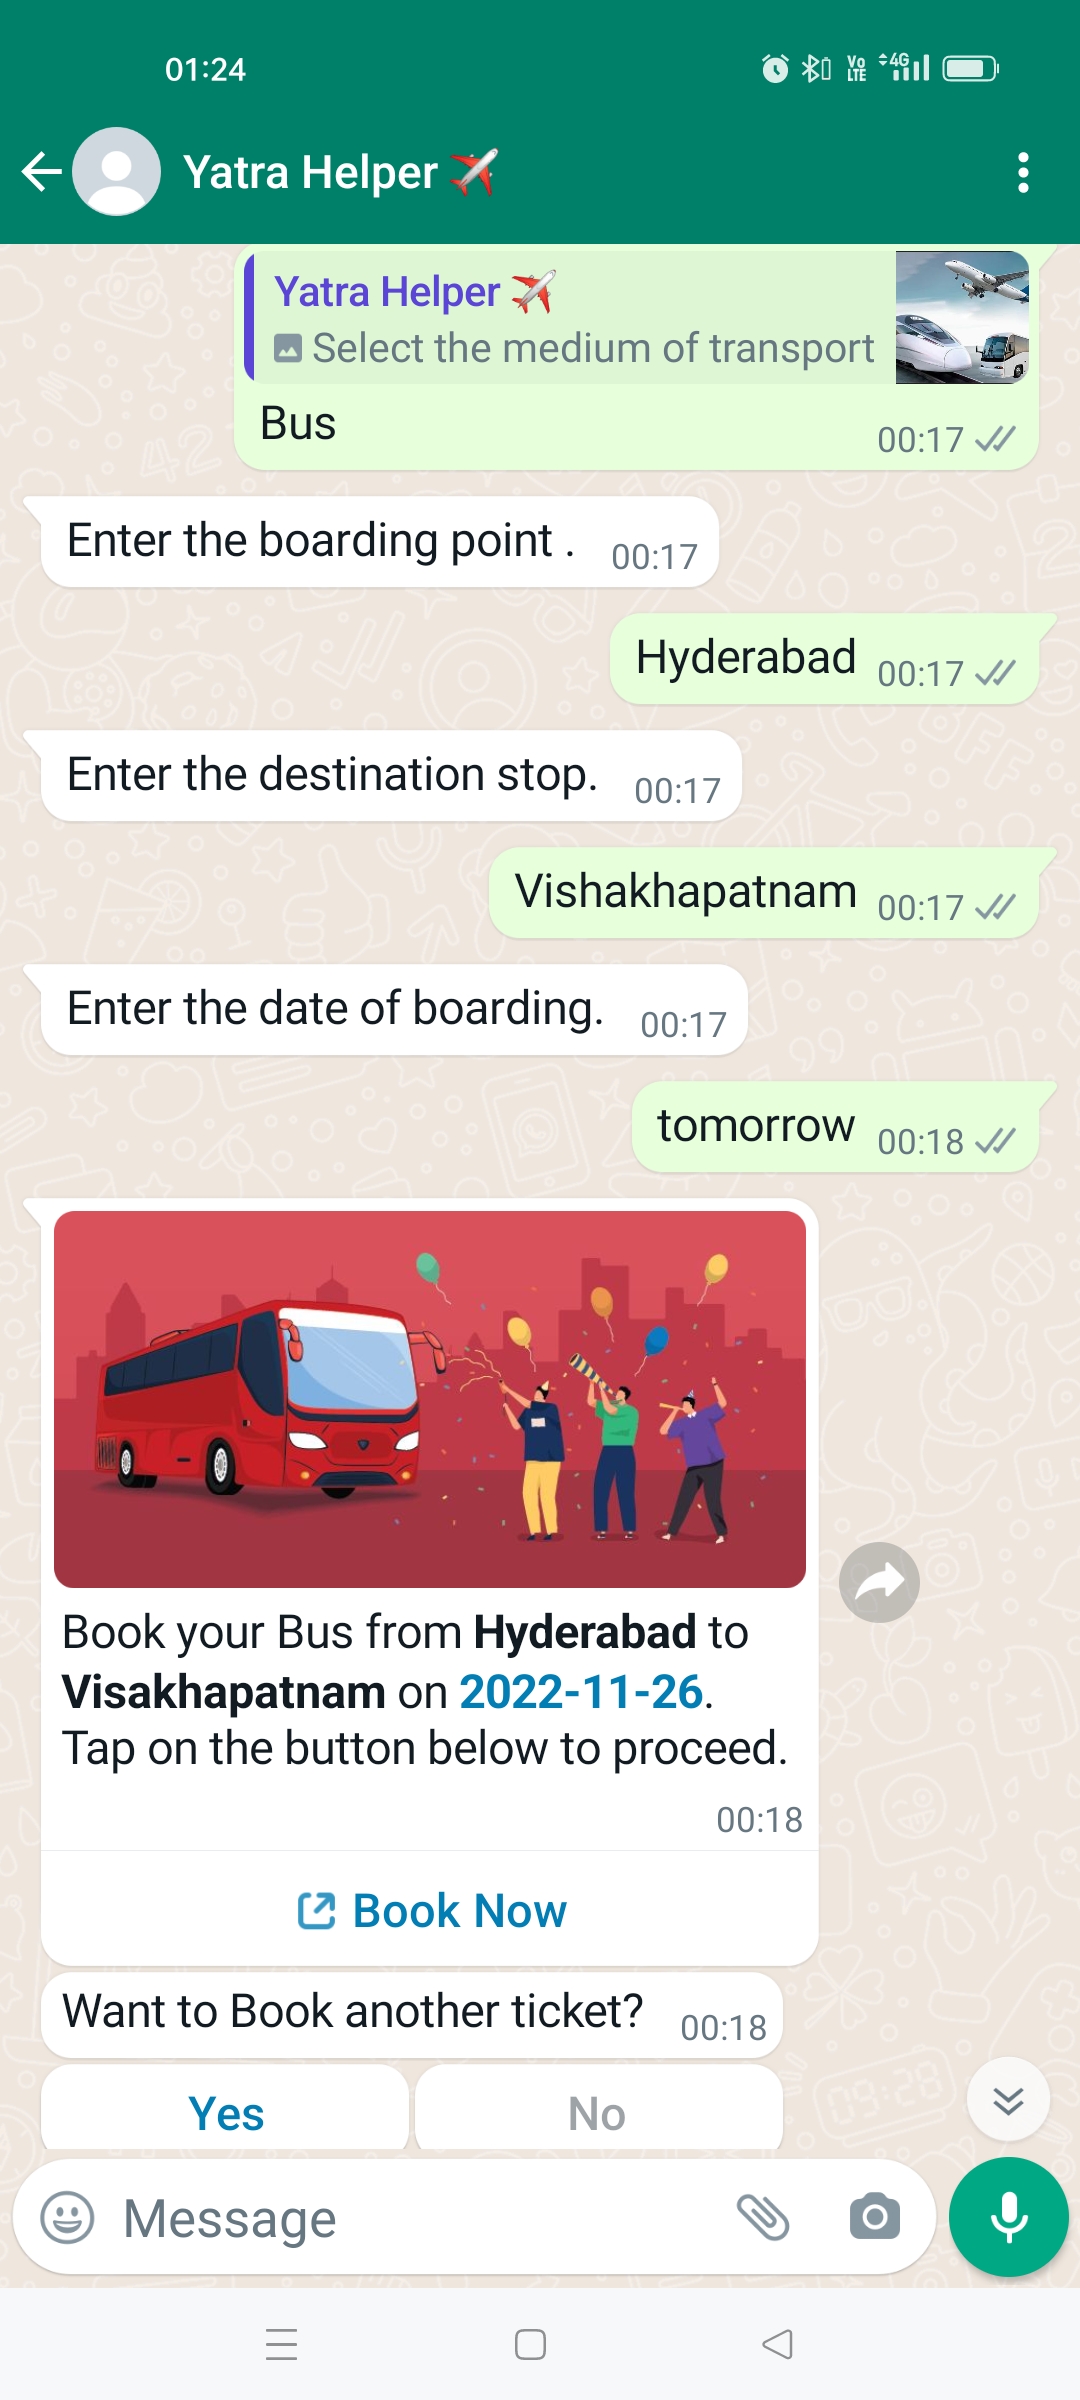 01:24
Vo
LTE
4G
Yatra Helper ✈️
Yatra Helper ✈️
Select the medium of transport
Bus
00:17
Enter the boarding point .
00:17
Hyderabad
00:17
Enter the destination stop.
00:17
Vishakhapatnam
00:17
Enter the date of boarding.
00:17
tomorrow
00:18
Book your Bus from Hyderabad to
Visakhapatnam on 2022-11-26.
Tap on the button below to proceed.
00:18
Book Now
Want to Book another ticket?
00:18
Yes
No
Message